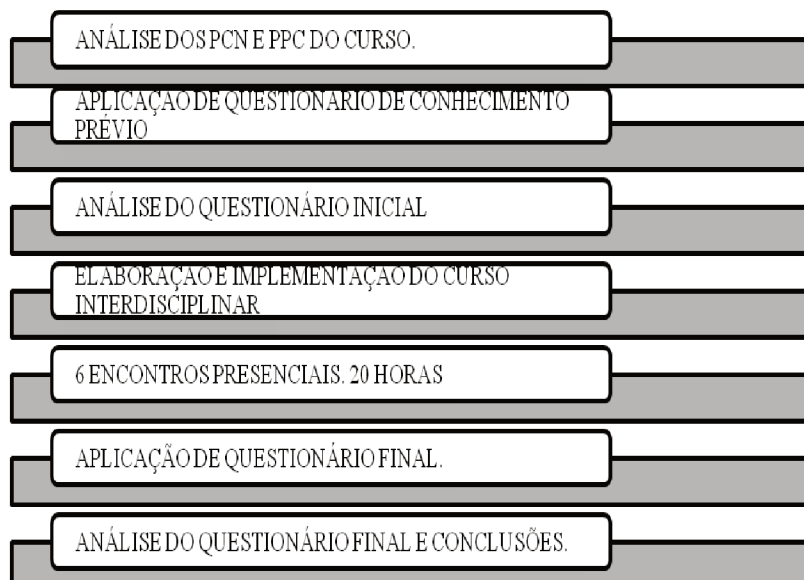 ANÁLISE DOS PCN E PPC DO CURSO.
APLICAÇÃO DE QUESTIONÁRIO DE CONHECIMENTO
PRÉVIO
ANÁLISE DO QUESTIONÁRIO INICIAL
ELABORAÇÃO E IMPLEMENTAÇÃO DO CURSO
INTERDISCIPLINAR
6 ENCONTROS PRESENCIAIS. 20 HORAS
APLICAÇÃO DE QUESTIONÁRIO FINAL.
ANÁLISE DO QUESTIONÁRIO FINAL E CONCLUSÕES.